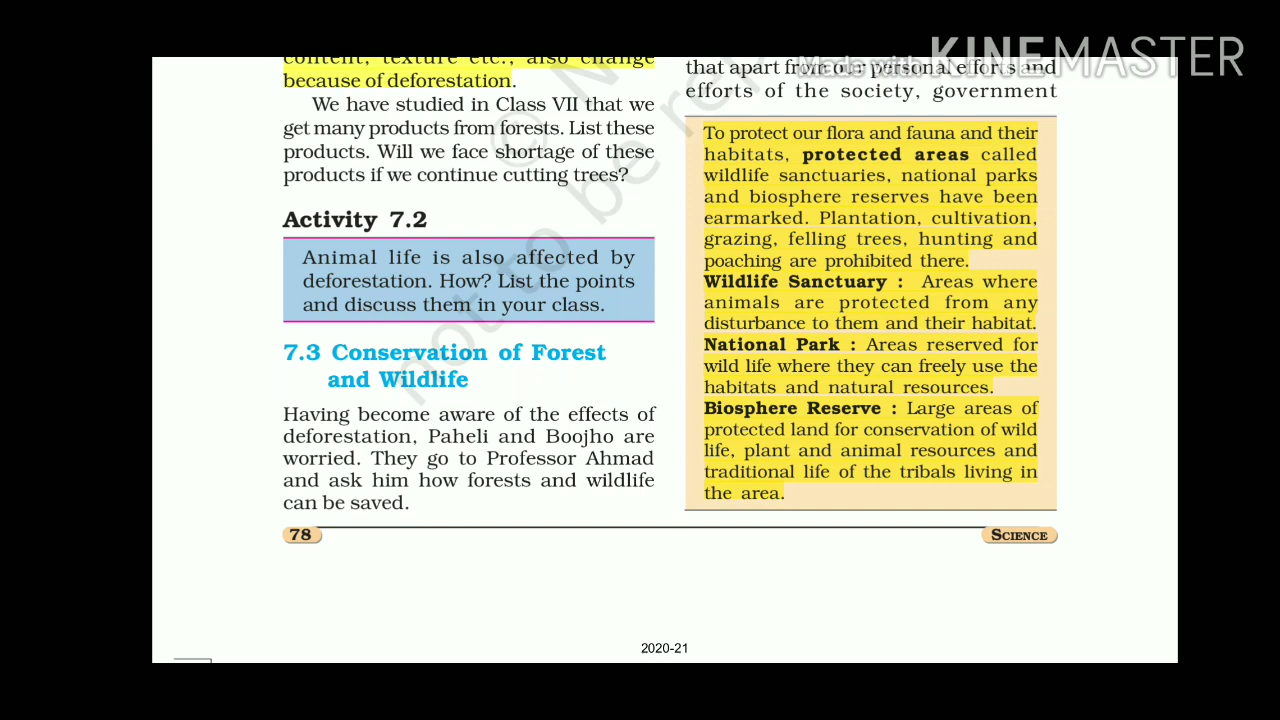 content, texture etc., also change
because of deforestation.
We have studied in Class VII that we
get many products from forests. List these
products. Will we face shortage of these
products if we continue cutting trees?
Activity 7.2
Animal life is also affected by
deforestation. How? List the points
and discuss them in your class.
7.3 Conservation of Forest
and Wildlife
Having become aware of the effects of
deforestation, Paheli and Boojho are
worried. They go to Professor Ahmad
and ask him how forests and wildlife
can be saved.
Made with KINEMASTER
that apart from our personal efforts and
efforts of the society, government
To protect our flora and fauna and their
habitats, protected areas called
wildlife sanctuaries, national parks
and biosphere reserves have been
earmarked. Plantation, cultivation,
grazing, felling trees, hunting and
poaching are prohibited there.
Wildlife Sanctuary : Areas where
animals are protected from any
disturbance to them and their habitat.
National Park : Areas reserved for
wild life where they can freely use the
habitats and natural resources.
Biosphere Reserve : Large areas of
protected land for conservation of wild
life, plant and animal resources and
traditional life of the tribals living in
the area.
78
SCIENCE
2020-21
© N
not to be re